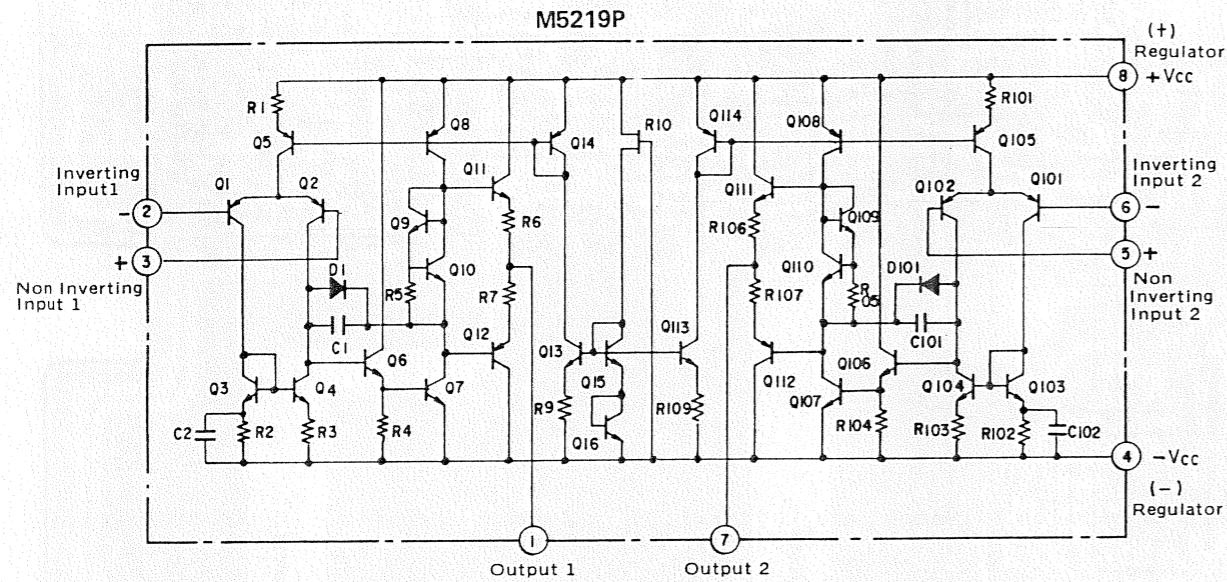 M5219P
(+)
Regulator
8 +Vcc
R1
R101
Q5
Q8
Q14
R10
Q114
Q108
Q105
Inverting
Input1
- 2
Q1
Q2
Q11
Q111
Q102
Q101
Inverting
Input 2
6 -
Q9
R6
R106
Q109
+ 3
Non Inverting
Input 1
D1
Q10
R5
R7
Q110
R107
R
05
D101
5 +
Non
Inverting
Input 2
C1
Q6
Q12
Q13
Q113
Q106
C101
Q3
Q4
Q7
Q15
Q112
Q107
Q104
Q103
C2
R2
R3
R4
R9
Q16
R109
R104
R103
R102
C102
4 -Vcc
(-)
Regulator
1
7
Output 1
Output 2